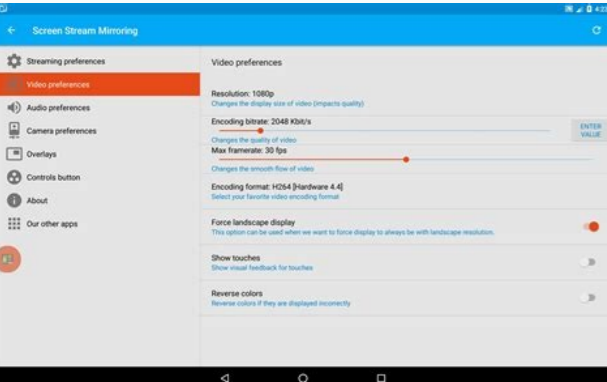 4:23
Screen Stream Mirroring
Streaming preferences
Video preferences
Audio preferences
Camera preferences
Overlays
Controls button
About
Our other apps
Video preferences
Resolution: 1080p
Changes the display size of video (impacts quality)
Encoding bitrate: 2048 Kbit/s
ENTER
VALUE
Changes the quality of video
Max framerate: 30 fps
Changes the smooth flow of video
Encoding format: H264 [Hardware 4.4]
Select your favorite video encoding format
Force landscape display
This option can be used when we want to force display to always be with landscape resolution.
Show touches
Show visual feedback for touches
Reverse colors
Reverse colors if they are displayed incorrectly